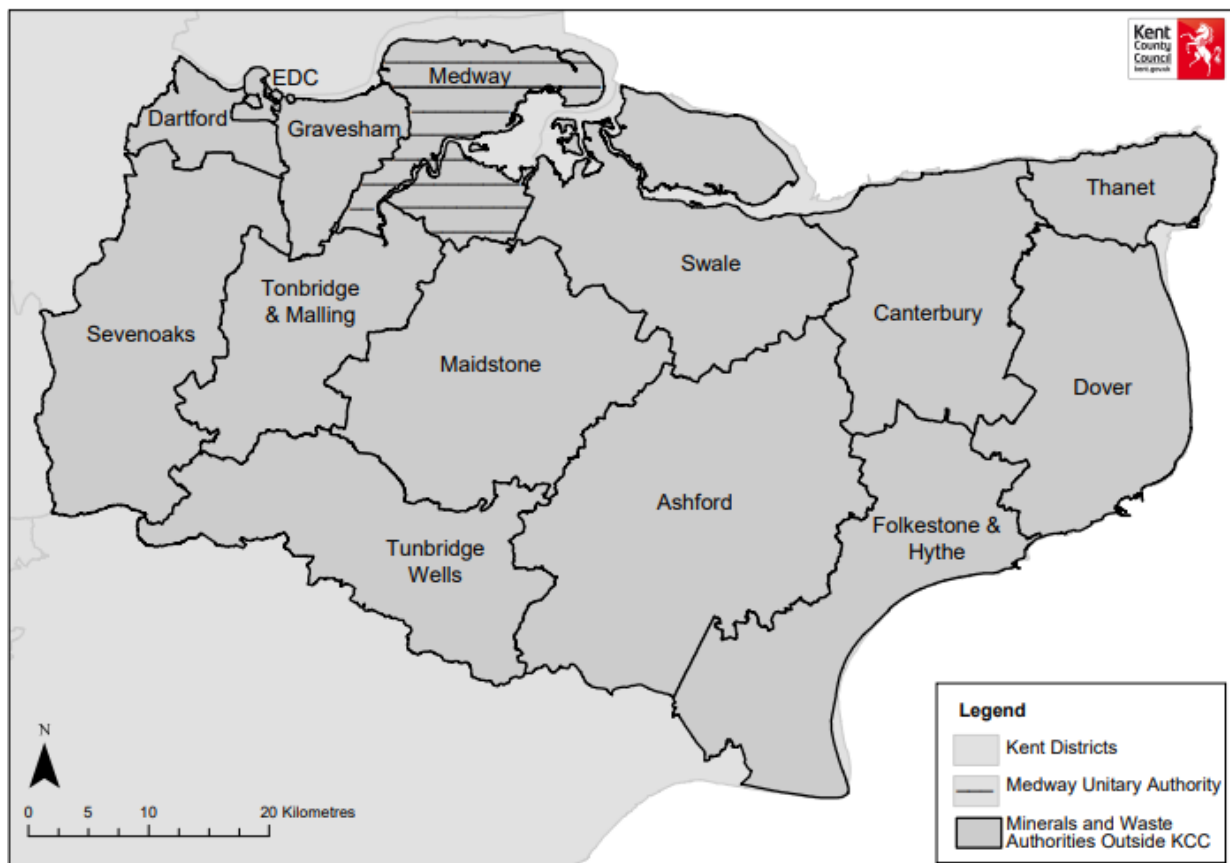 Kent
County
Council
kent.gov.uk
EDC
Medway
Dartford
Gravesham
Thanet
Swale
Tonbridge
& Malling
Canterbury
Sevenoaks
Maidstone
Dover
Ashford
Folkestone &
Hythe
Tunbridge
Wells
N
0 5 10 20 Kilometres
Legend
Kent Districts
Medway Unitary Authority
Minerals and Waste
Authorities Outside KCC